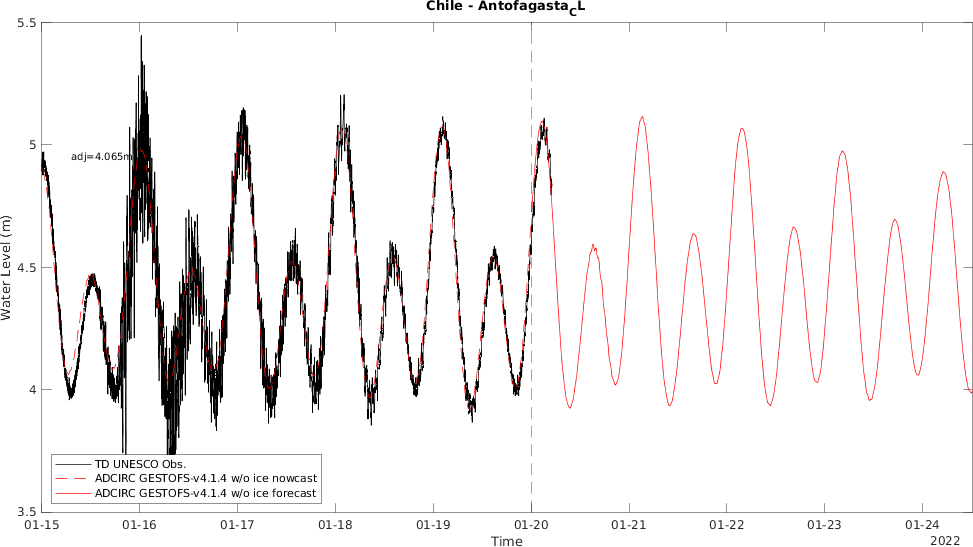 Chile - Antofagasta_CL
5.5
5
4.5
4
3.5
Water Level (m)
adj=4.065m
TD UNESCO Obs.
ADCIRC GESTOFS-v4.1.4 w/o ice nowcast
ADCIRC GESTOFS-v4.1.4 w/o ice forecast
01-15 01-16 01-17 01-18 01-19 01-20 01-21 01-22 01-23 01-24
Time
2022